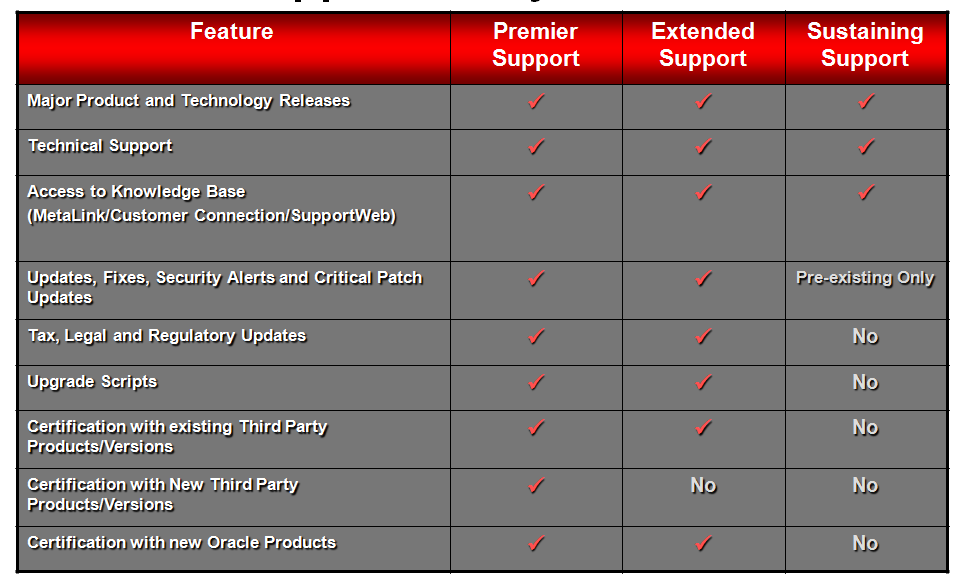 Feature
Premier
Support
Extended
Support
Sustaining
Support
Major Product and Technology Releases ✓ ✓ ✓
Technical Support ✓ ✓ ✓
Access to Knowledge Base ✓ ✓ ✓
(MetaLink/Customer Connection/SupportWeb)
Updates, Fixes, Security Alerts and Critical Patch ✓ ✓ Pre-existing Only
Updates
Tax, Legal and Regulatory Updates ✓ ✓ No
Upgrade Scripts ✓ ✓ No
Certification with existing Third Party ✓ ✓ No
Products/Versions
Certification with New Third Party ✓ No No
Products/Versions
Certification with new Oracle Products ✓ ✓ No